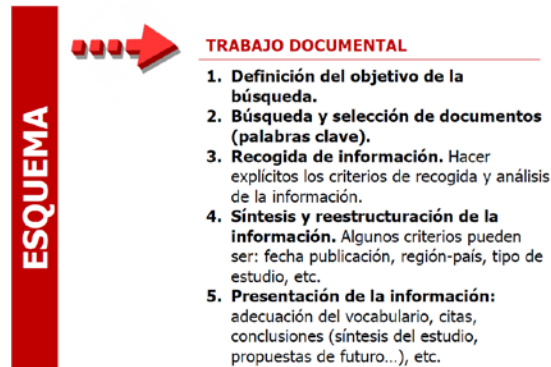 ESQUEMA
TRABAJO DOCUMENTAL
1. Definición del objetivo de la
búsqueda.
2. Búsqueda y selección de documentos
(palabras clave).
3. Recogida de información. Hacer
explícitos los criterios de recogida y análisis
de la información.
4. Síntesis y reestructuración de la
información. Algunos criterios pueden
ser: fecha publicación, región-país, tipo de
estudio, etc.
5. Presentación de la información:
adecuación del vocabulario, citas,
conclusiones (síntesis del estudio,
propuestas de futuro...), etc.